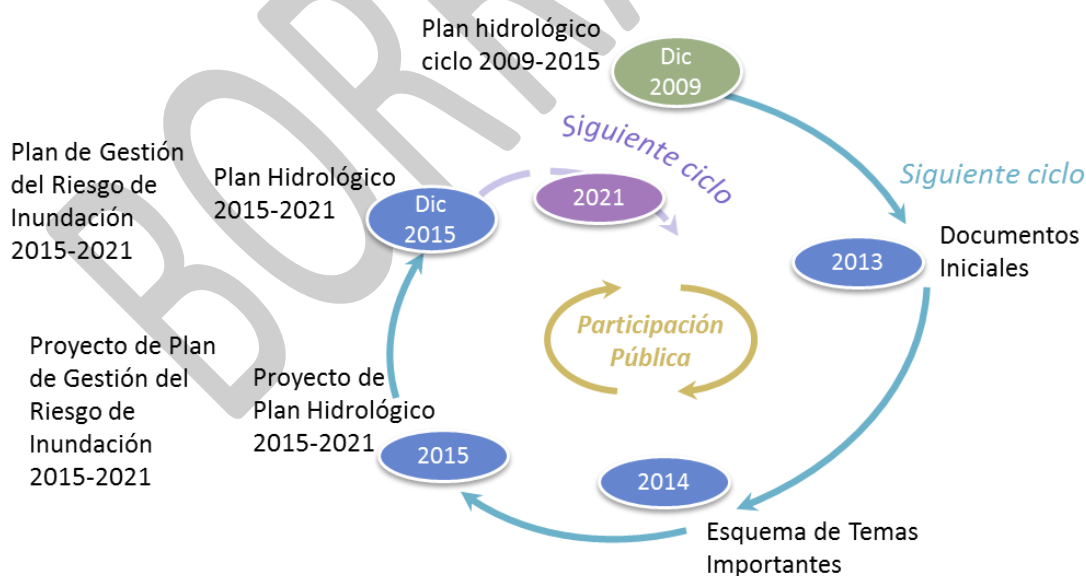 Plan hidrológico
ciclo 2009-2015
Dic
2009
Siguiente ciclo
Siguiente ciclo
Documentos
Iniciales
2013
2014
Esquema de Temas
Importantes
2015
Proyecto de
Plan Hidrológico
2015-2021
Proyecto de Plan
de Gestión del
Riesgo de
Inundación
2015-2021
Dic
2015
Plan Hidrológico
2015-2021
Plan de Gestión
del Riesgo de
Inundación
2015-2021
2021
Participación
Pública